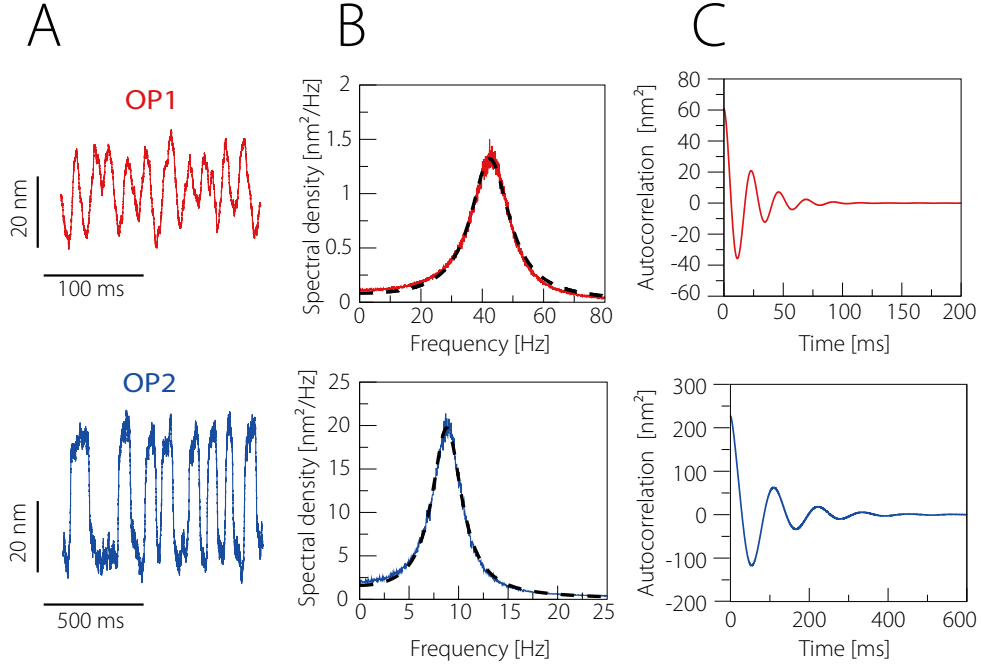 A
B
C
OP1
20 nm
100 ms
Spectral density [nm²/Hz]
2
1.5
1
0.5
0
0 20 40 60 80
Frequency [Hz]
Autocorrelation [nm²]
80
60
40
20
0
-20
-40
-60
0 50 100 150 200
Time [ms]
OP2
20 nm
500 ms
Spectral density [nm²/Hz]
25
20
15
10
5
0
0 5 10 15 20 25
Frequency [Hz]
Autocorrelation [nm²]
300
200
100
0
-100
-200
0 200 400 600
Time [ms]